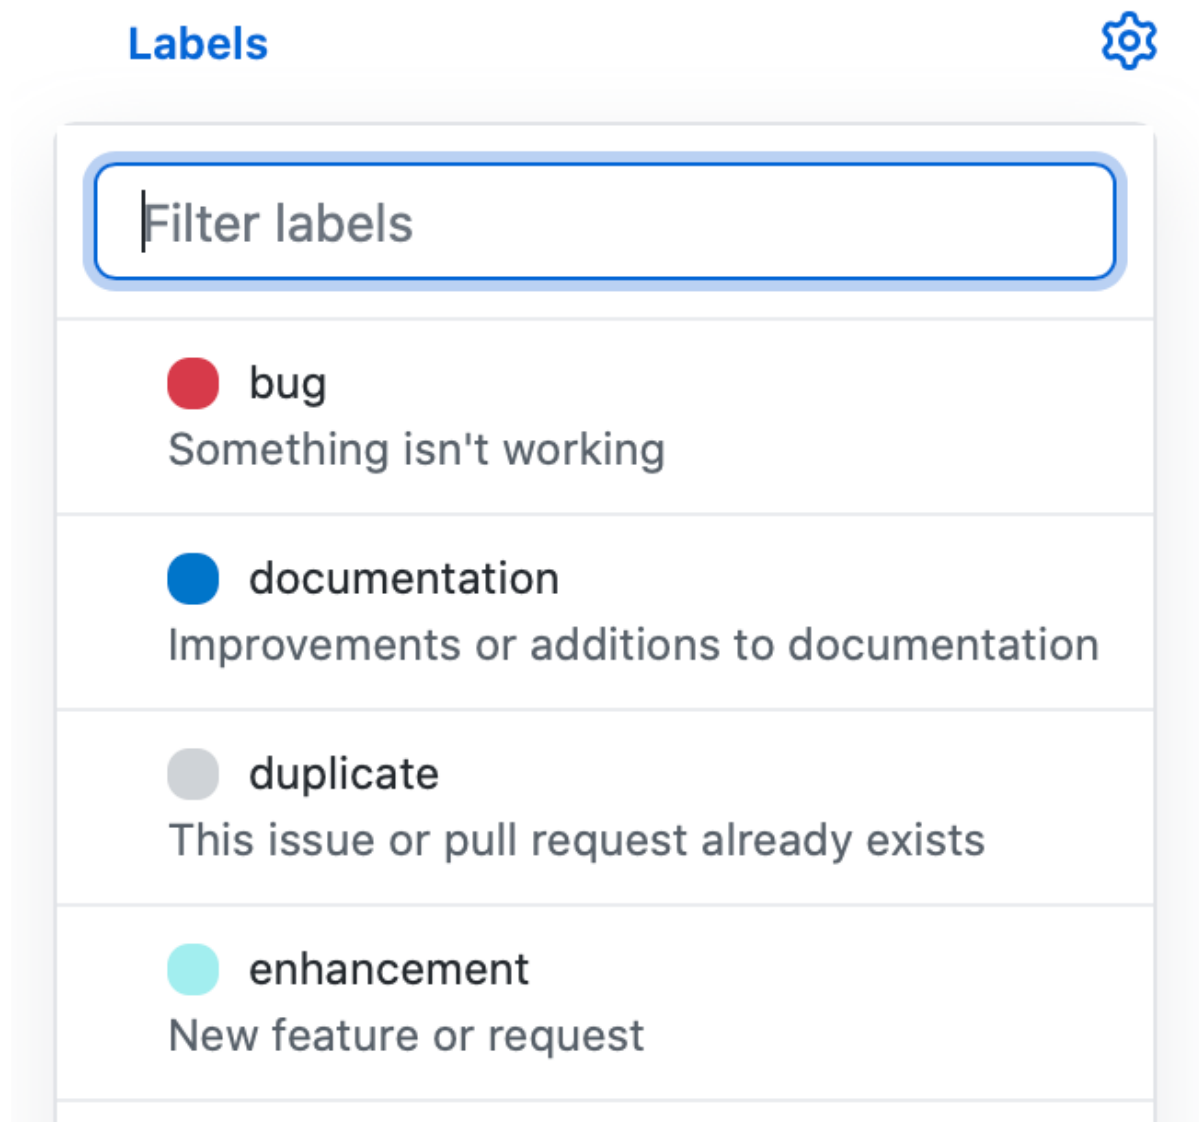 Labels
Filter labels
bug
Something isn't working
documentation
Improvements or additions to documentation
duplicate
This issue or pull request already exists
enhancement
New feature or request